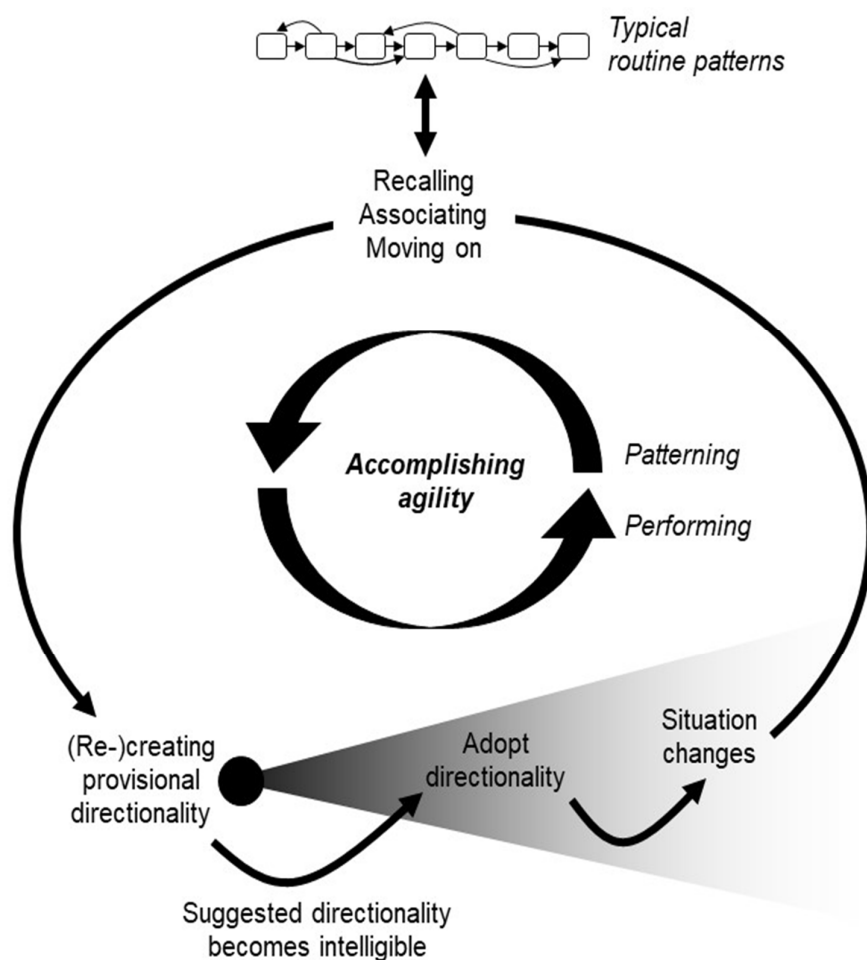 Typical
routine patterns
Recalling
Associating
Moving on
Accomplishing
agility
Patterning
Performing
(Re-)creating
provisional
directionality
Adopt
directionality
Situation
changes
Suggested directionality
becomes intelligible